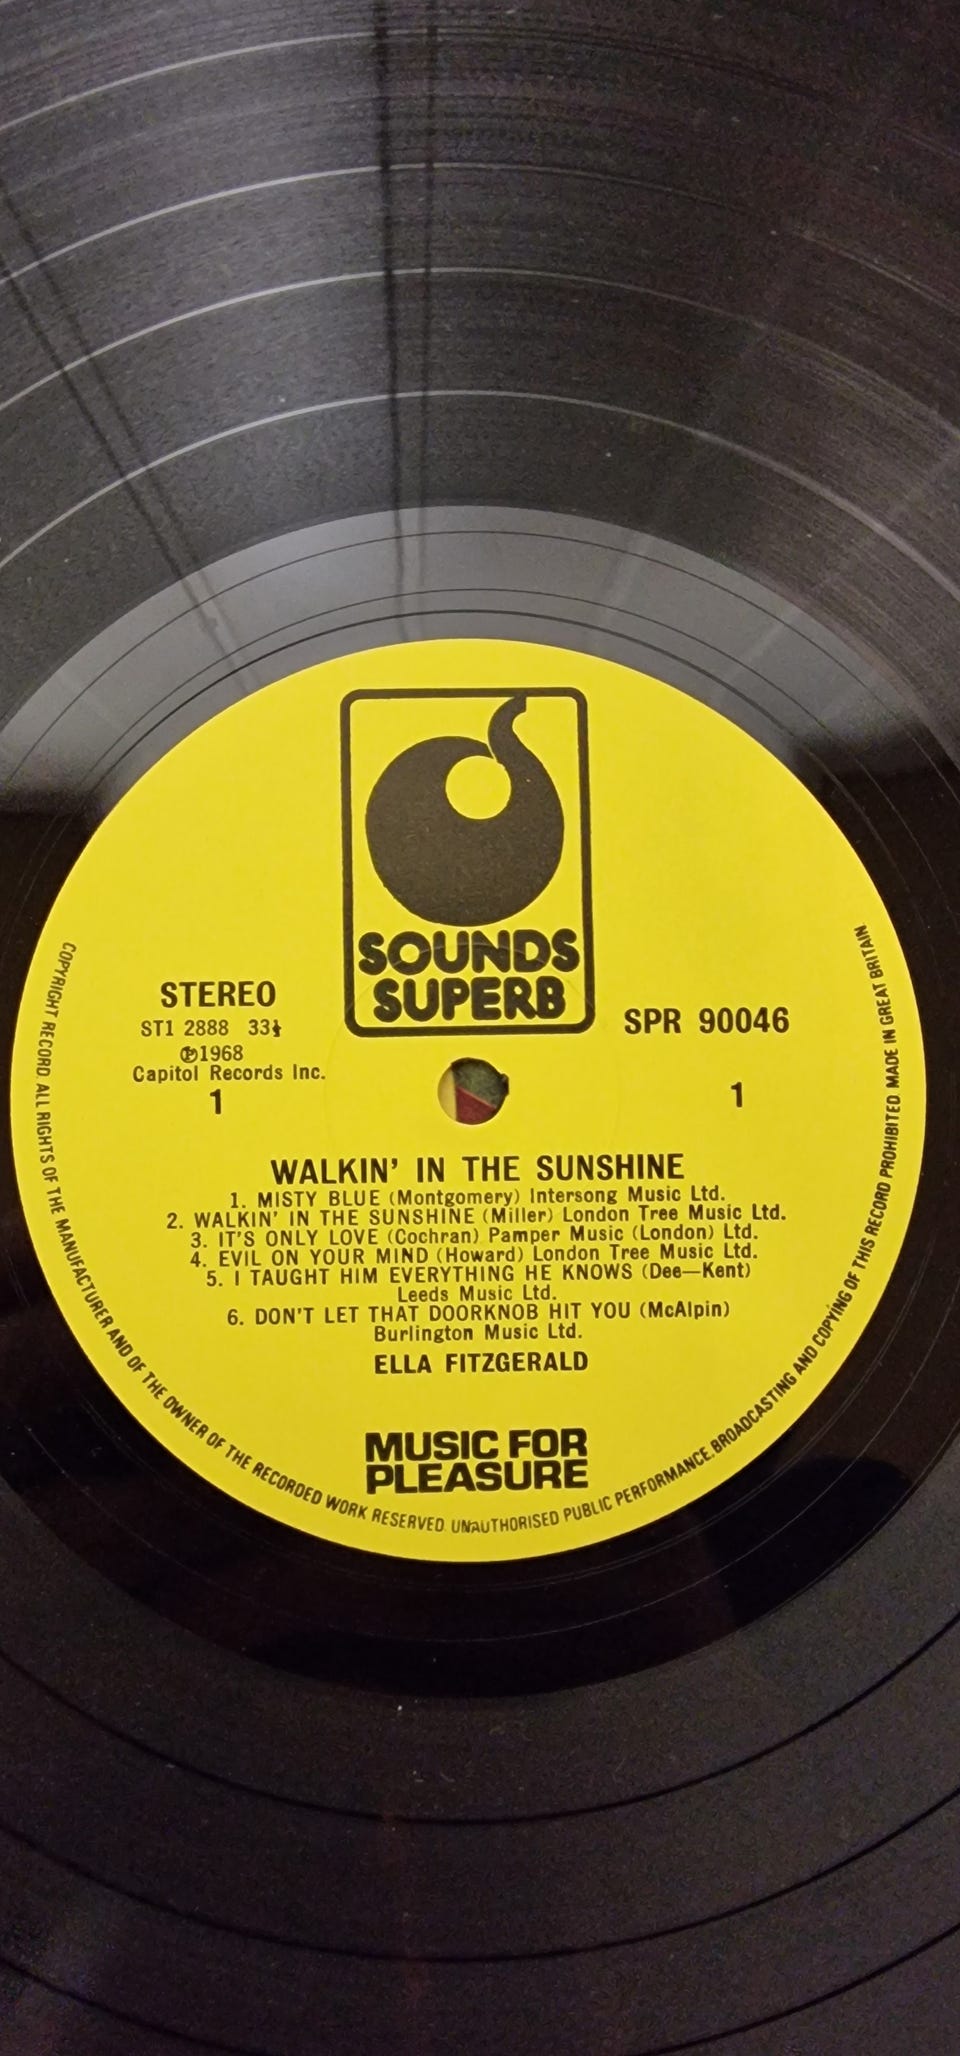 SOUNDS
SUPERB
STEREO
ST1 2888 33⅓
Ⓟ1968
Capitol Records Inc.
1
SPR 90046
1
WALKIN' IN THE SUNSHINE
1. MISTY BLUE (Montgomery) Intersong Music Ltd.
2. WALKIN' IN THE SUNSHINE (Miller) London Tree Music Ltd.
3. IT'S ONLY LOVE (Cochran) Pamper Music (London) Ltd.
4. EVIL ON YOUR MIND (Howard) London Tree Music Ltd.
5. I TAUGHT HIM EVERYTHING HE KNOWS (Dee—Kent)
Leeds Music Ltd.
6. DON'T LET THAT DOORKNOB HIT YOU (McAlpin)
Burlington Music Ltd.
ELLA FITZGERALD
MUSIC FOR
PLEASURE
COPYRIGHT RECORD. ALL RIGHTS OF THE MANUFACTURER AND OF THE OWNER OF THE RECORDED WORK RESERVED. UNAUTHORISED PUBLIC PERFORMANCE, BROADCASTING AND COPYING OF THIS RECORD PROHIBITED MADE IN GREAT BRITAIN